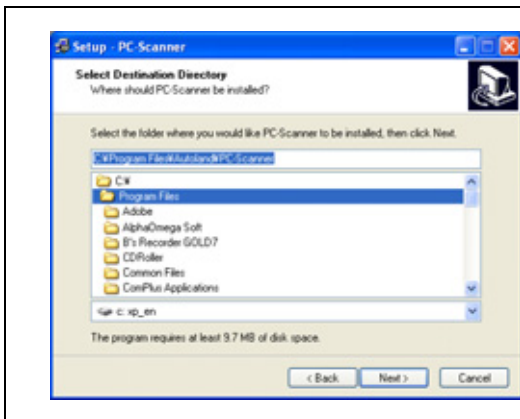 Setup - PC-Scanner
Select Destination Directory
Where should PC-Scanner be installed?
Select the folder where you would like PC-Scanner to be installed, then click Next.
C:¥Program Files¥Autoland¥PC-Scanner
C:¥
Program Files
Adobe
AlphaOmega Soft
B's Recorder GOLD7
CDRoller
Common Files
ComPlus Applications
c: xp_en
The program requires at least 9.7 MB of disk space.
< Back
Next >
Cancel